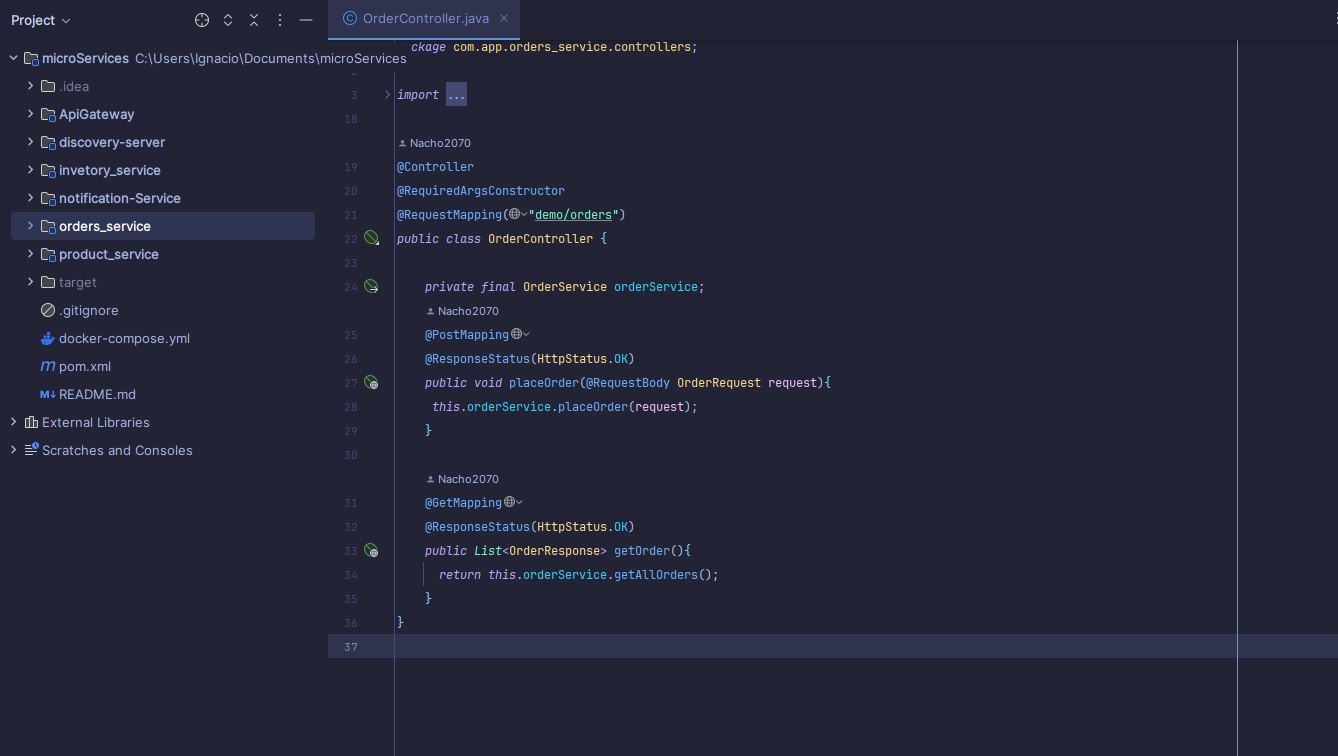 Project
OrderController.java
microServices C:\Users\Ignacio\Documents\microServices
.idea
ApiGateway
discovery-server
invetory_service
notification-Service
orders_service
product_service
target
.gitignore
docker-compose.yml
pom.xml
README.md
External Libraries
Scratches and Consoles
ckage com.app.orders_service.controllers;
3 import ...
18
Nacho2070
19 @Controller
20 @RequiredArgsConstructor
21 @RequestMapping("demo/orders")
22 public class OrderController {
23
24 private final OrderService orderService;
Nacho2070
25 @PostMapping
26 @ResponseStatus(HttpStatus.OK)
27 public void placeOrder(@RequestBody OrderRequest request){
28 this.orderService.placeOrder(request);
29 }
30
Nacho2070
31 @GetMapping
32 @ResponseStatus(HttpStatus.OK)
33 public List<OrderResponse> getOrder(){
34 return this.orderService.getAllOrders();
35 }
36 }
37